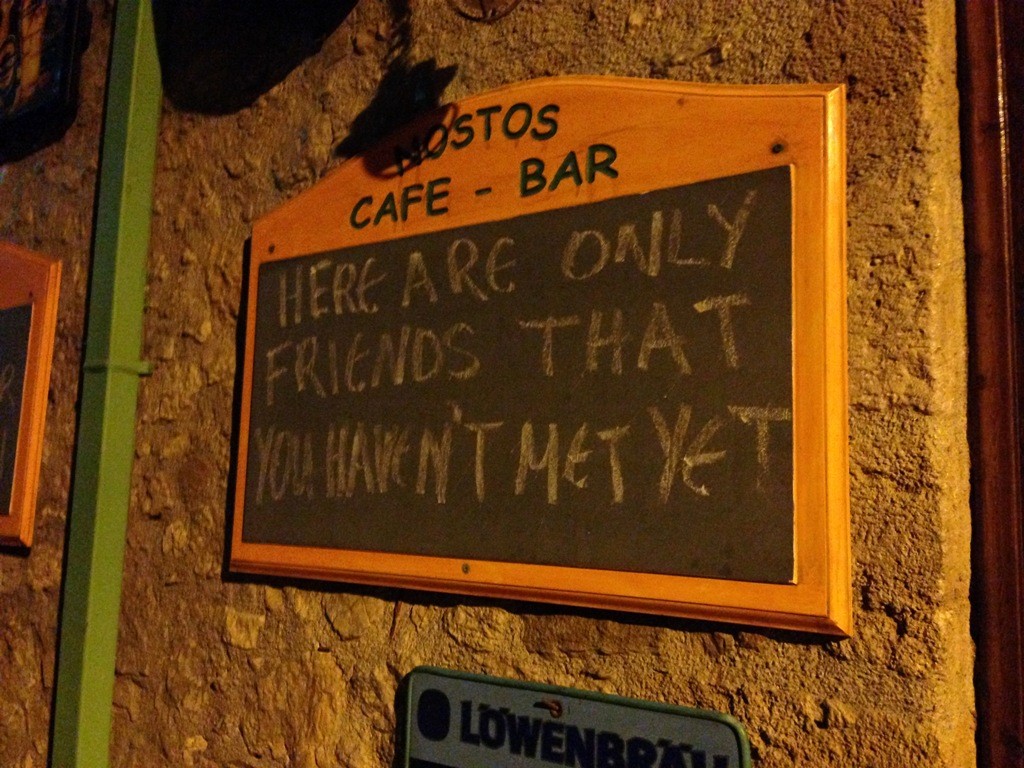 NOSTOS
CAFE - BAR
HERE ARE ONLY
FRIENDS THAT
YOU HAVEN'T MET YET
LÖWENBRÄU